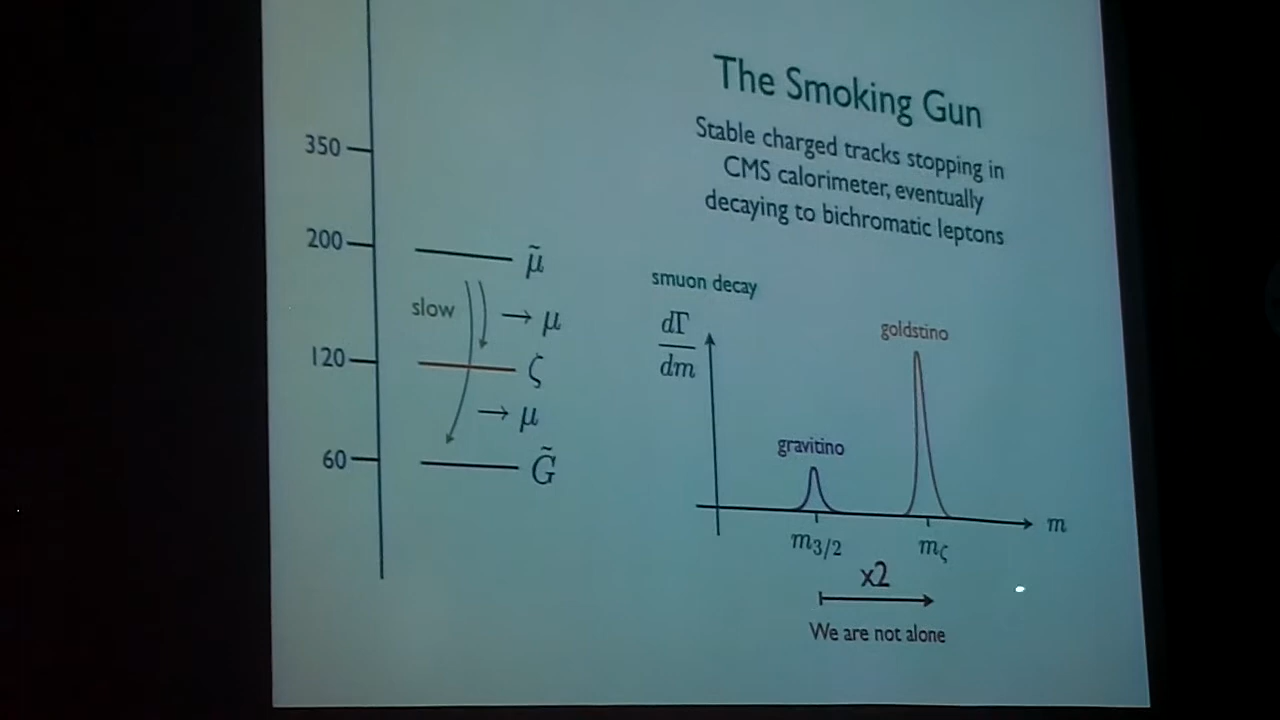 The Smoking Gun
Stable charged tracks stopping in
CMS calorimeter, eventually
decaying to bichromatic leptons
350
200
120
60
μ̃
slow
→ μ
ζ
→ μ
G̃
smuon decay
dΓ
dm
goldstino
gravitino
m
m3/2
mζ
x2
We are not alone